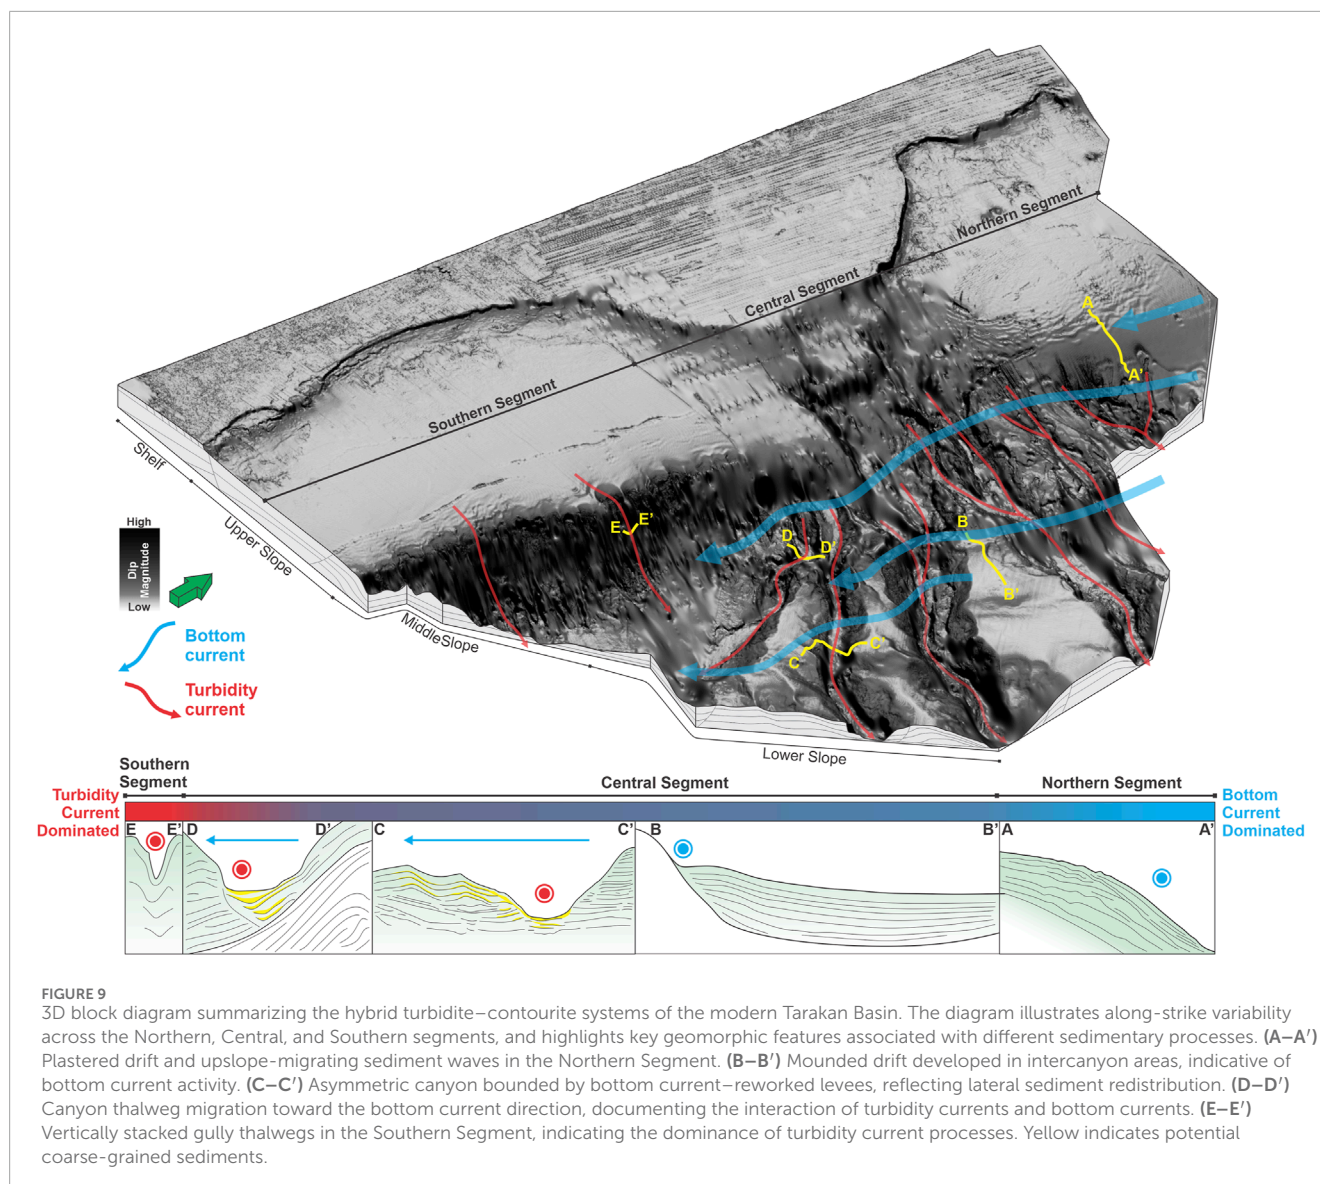 Northern Segment
Central Segment
Southern Segment
A
A'
B
B'
C
C'
D
D'
E
E'
Shelf
Upper Slope
MiddleSlope
Lower Slope
High
Dip
Magnitude
Low
Bottom
current
Turbidity
current
Southern
Segment
Central Segment
Northern Segment
Turbidity
Current
Dominated
Bottom
Current
Dominated
E E' D D' C C' B B' A A'
FIGURE 9
3D block diagram summarizing the hybrid turbidite–contourite systems of the modern Tarakan Basin. The diagram illustrates along-strike variability
across the Northern, Central, and Southern segments, and highlights key geomorphic features associated with different sedimentary processes. (A–A′)
Plastered drift and upslope-migrating sediment waves in the Northern Segment. (B–B′) Mounded drift developed in intercanyon areas, indicative of
bottom current activity. (C–C′) Asymmetric canyon bounded by bottom current–reworked levees, reflecting lateral sediment redistribution. (D–D′)
Canyon thalweg migration toward the bottom current direction, documenting the interaction of turbidity currents and bottom currents. (E–E′)
Vertically stacked gully thalwegs in the Southern Segment, indicating the dominance of turbidity current processes. Yellow indicates potential
coarse-grained sediments.